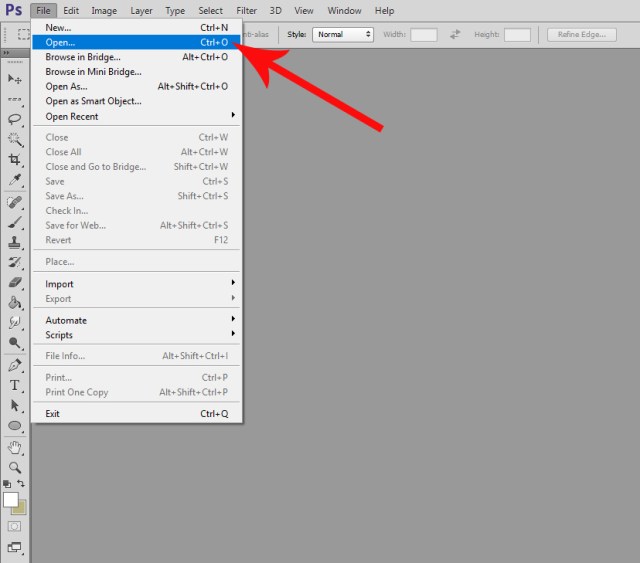 Ps File Edit Image Layer Type Select Filter 3D View Window Help
nti-alias Style: Normal Width: Height: Refine Edge...
New... Ctrl+N
Open... Ctrl+O
Browse in Bridge... Alt+Ctrl+O
Browse in Mini Bridge...
Open As... Alt+Shift+Ctrl+O
Open as Smart Object...
Open Recent
Close Ctrl+W
Close All Alt+Ctrl+W
Close and Go to Bridge... Shift+Ctrl+W
Save Ctrl+S
Save As... Shift+Ctrl+S
Check In...
Save for Web... Alt+Shift+Ctrl+S
Revert F12
Place...
Import
Export
Automate
Scripts
File Info... Alt+Shift+Ctrl+I
Print... Ctrl+P
Print One Copy Alt+Shift+Ctrl+P
Exit Ctrl+Q
T